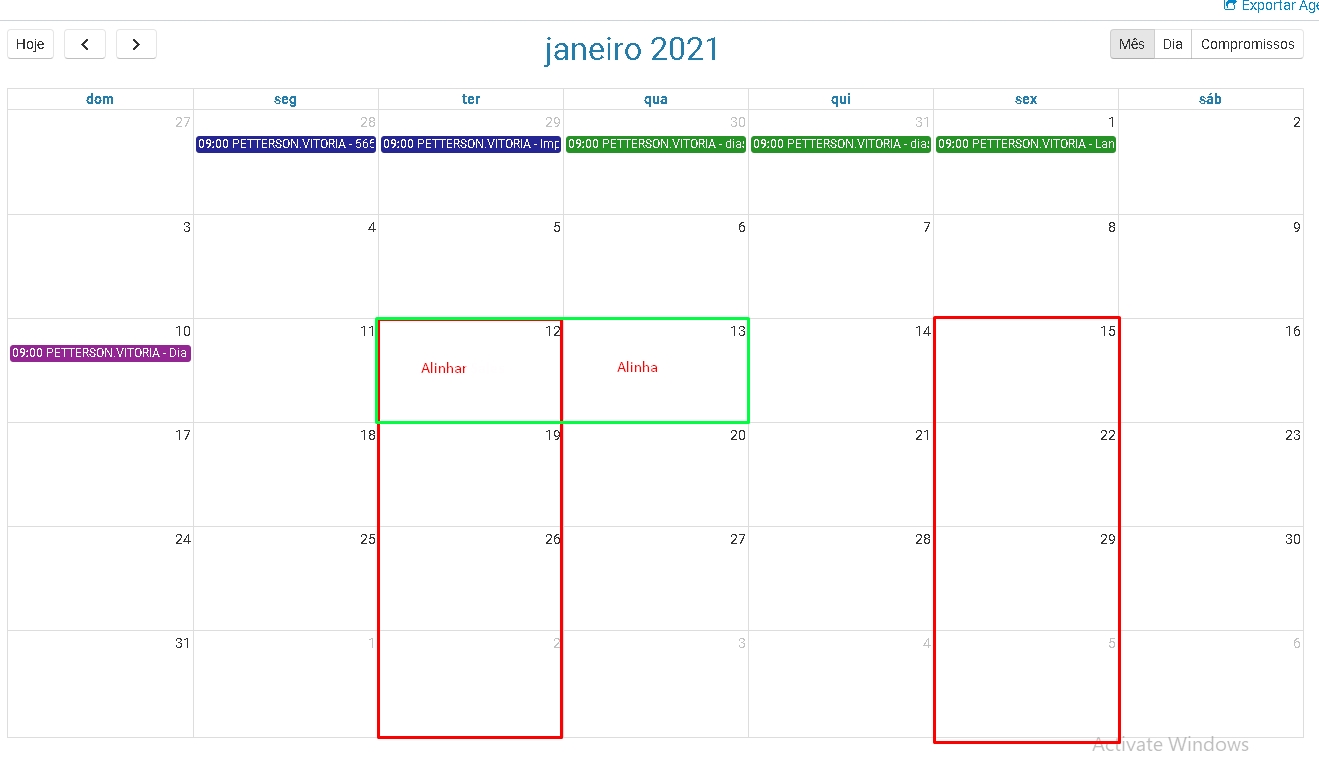 Exportar Age
Hoje
janeiro 2021
Mês Dia Compromissos
dom seg ter qua qui sex sáb
27 28 29 30 31 1 2
09:00 PETTERSON.VITORIA - 565 09:00 PETTERSON.VITORIA - Imp 09:00 PETTERSON.VITORIA - dias 09:00 PETTERSON.VITORIA - dias 09:00 PETTERSON.VITORIA - Lan
3 4 5 6 7 8 9
10 11 12 13 14 15 16
09:00 PETTERSON.VITORIA - Dia
Alinhar Alinha
17 18 19 20 21 22 23
24 25 26 27 28 29 30
31 1 2 3 4 5 6
Activate Windows